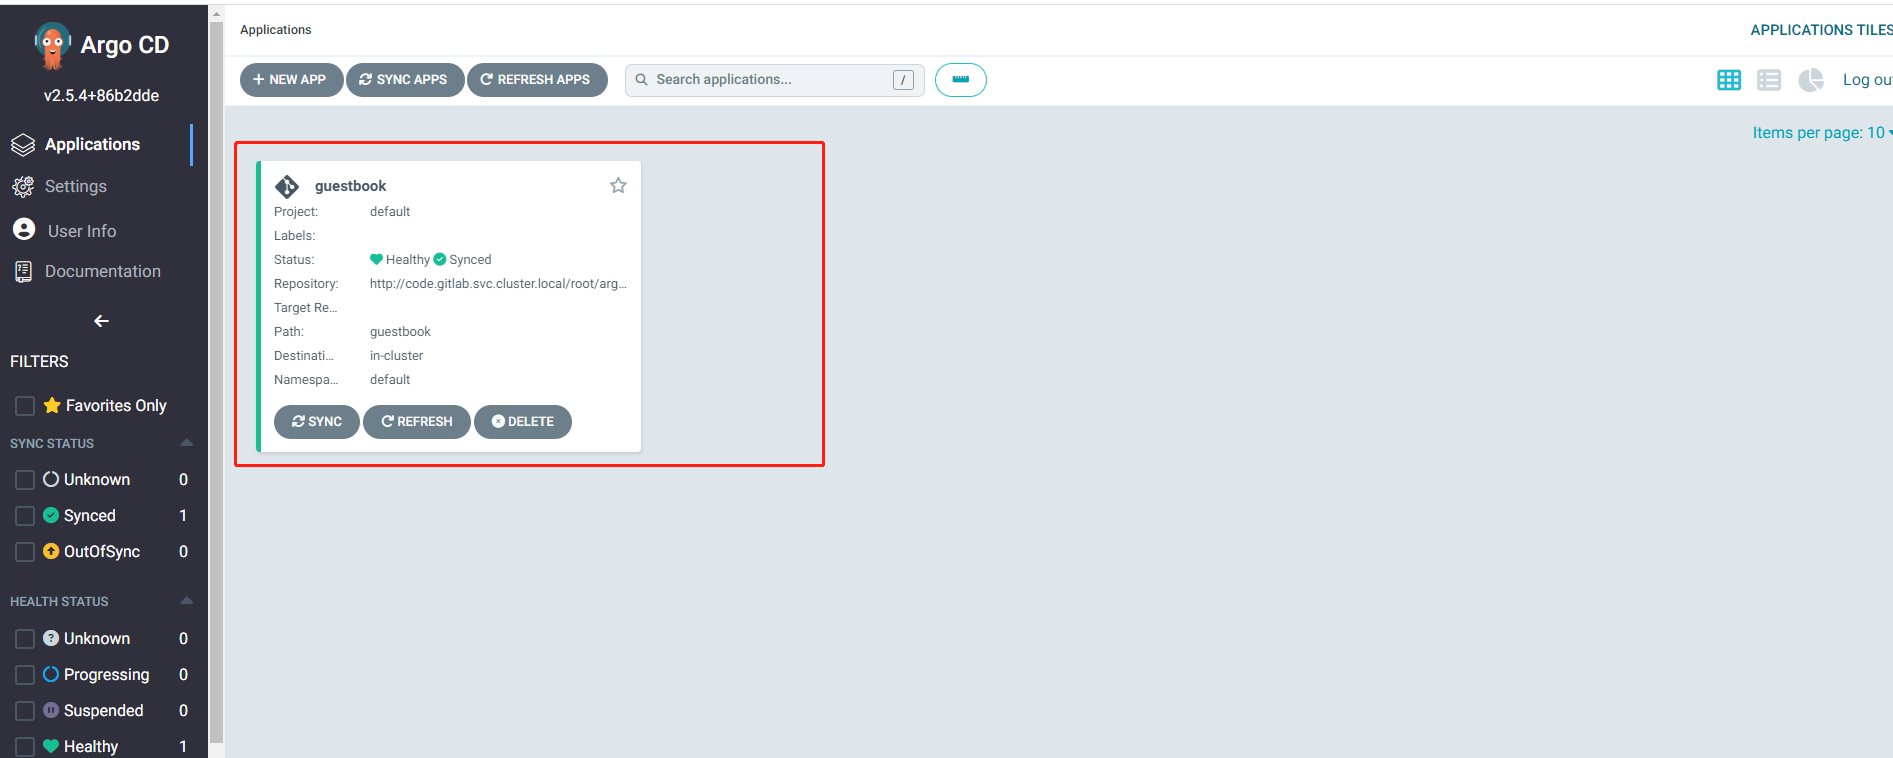 Argo CD
v2.5.4+86b2dde
Applications
Settings
User Info
Documentation
FILTERS
Favorites Only
SYNC STATUS
Unknown 0
Synced 1
OutOfSync 0
HEALTH STATUS
Unknown 0
Progressing 0
Suspended 0
Healthy 1
Applications
APPLICATIONS TILES
+ NEW APP SYNC APPS REFRESH APPS Search applications... / Log ou
Items per page: 10
guestbook
Project: default
Labels:
Status: Healthy Synced
Repository: http://code.gitlab.svc.cluster.local/root/arg...
Target Re...
Path: guestbook
Destinati... in-cluster
Namespa... default
SYNC REFRESH DELETE